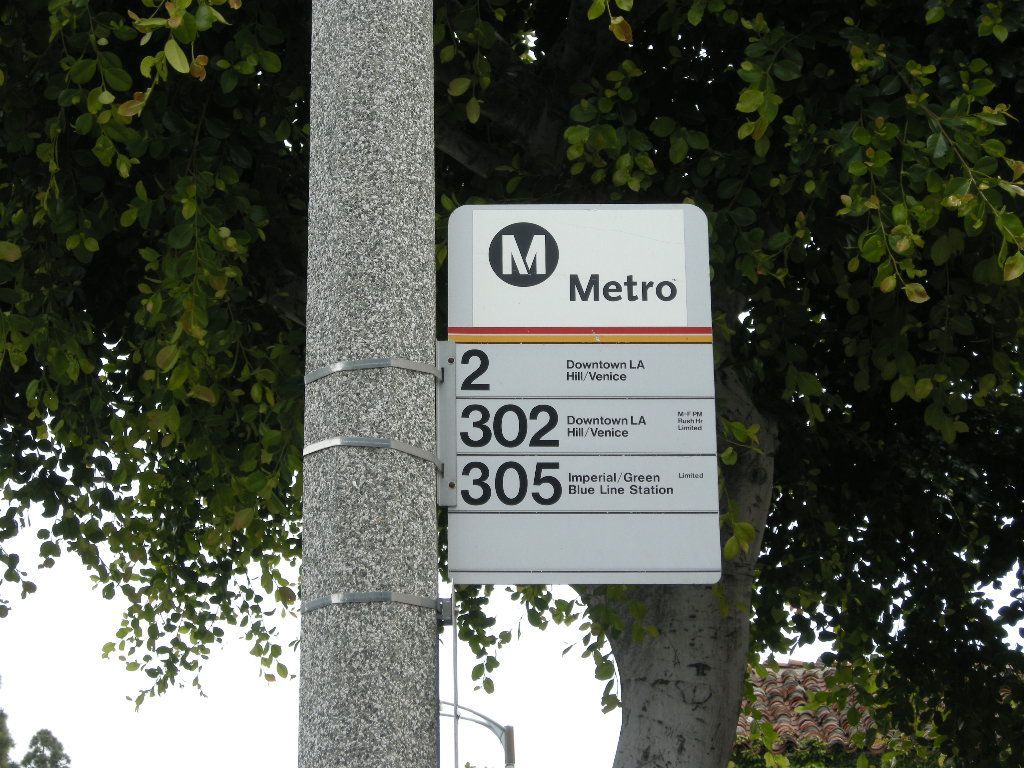 M
Metro
2 Downtown LA
Hill/Venice
302 Downtown LA M-F PM
Hill/Venice Rush Hr
Limited
305 Imperial/Green Limited
Blue Line Station